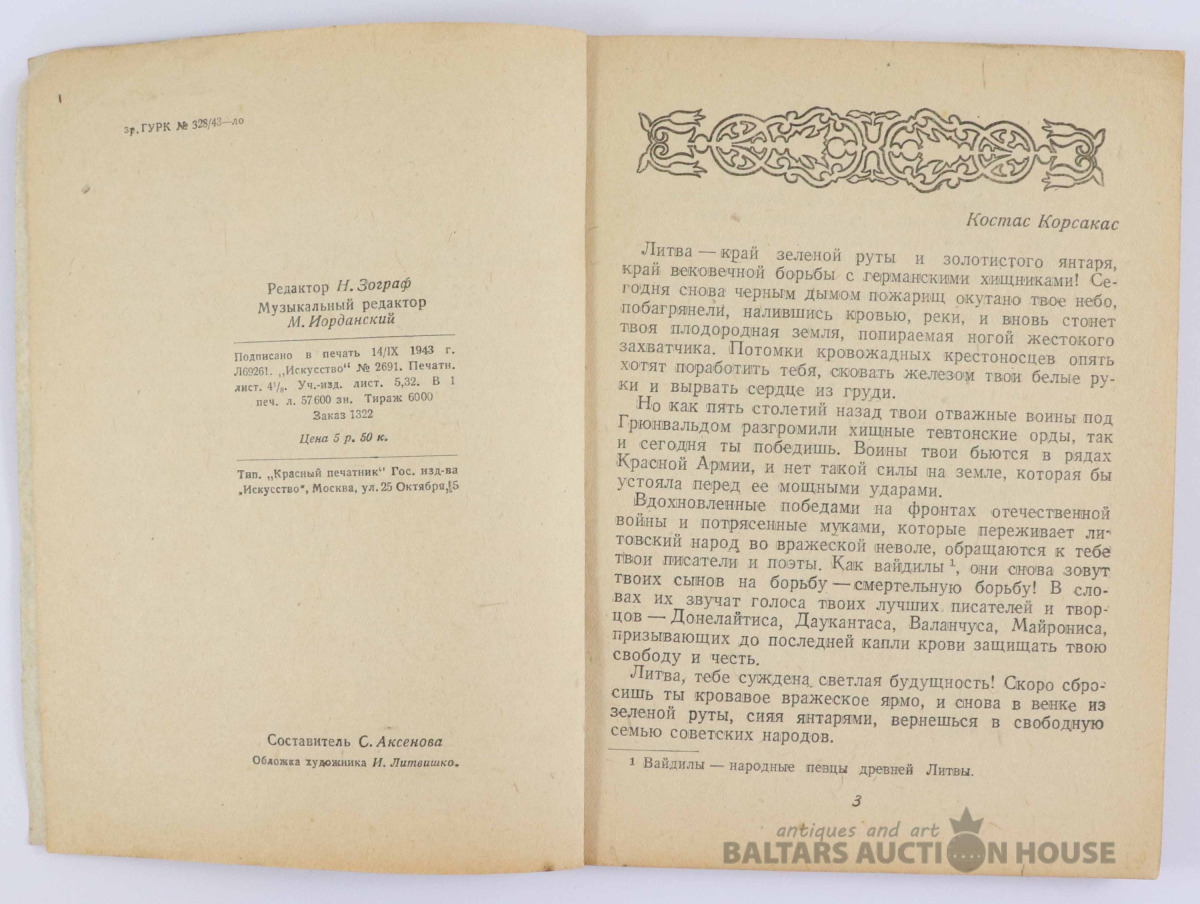 зр. ГУРК № 328/43—ло
Редактор Н. Зограф
Музыкальный редактор
М. Иорданский
Подписано в печать 14/IX 1943 г.
Л69261. „Искусство“ № 2691. Печатн.
лист. 4¹/₈. Уч.-изд. лист. 5,32. В 1
печ. л. 57600 зн. Тираж 6000
Заказ 1322
Цена 5 р. 50 к.
Тип. „Красный печатник“ Гос. изд-ва
„Искусство“, Москва, ул. 25 Октября, 5
Составитель С. Аксенова
Обложка художника И. Литвишко.
Костас Корсакас
Литва — край зеленой руты и золотистого янтаря,
край вековечной борьбы с германскими хищниками! Се-
годня снова черным дымом пожарищ окутано твое небо,
побагрянели, налившись кровью, реки, и вновь стонет
твоя плодородная земля, попираемая ногой жестокого
захватчика. Потомки кровожадных крестоносцев опять
хотят поработить тебя, сковать железом твои белые ру-
ки и вырвать сердце из груди.
Но как пять столетий назад твои отважные воины под
Грюнвальдом разгромили хищные тевтонские орды, так
и сегодня ты победишь. Воины твои бьются в рядах
Красной Армии, и нет такой силы на земле, которая бы
устояла перед ее мощными ударами.
Вдохновленные победами на фронтах отечественной
войны и потрясенные муками, которые переживает ли-
товский народ во вражеской неволе, обращаются к тебе
твои писатели и поэты. Как вайдилы ¹, они снова зовут
твоих сынов на борьбу — смертельную борьбу! В сло-
вах их звучат голоса твоих лучших писателей и твор-
цов — Донелайтиса, Даукантаса, Валанчуса, Майрониса,
призывающих до последней капли крови защищать твою
свободу и честь.
Литва, тебе суждена светлая будущность! Скоро сбро-
сишь ты кровавое вражеское ярмо, и снова в венке из
зеленой руты, сияя янтарями, вернешься в свободную
семью советских народов.
¹ Вайдилы — народные певцы древней Литвы.
3
antiques and art
BALTARS AUCTION HOUSE